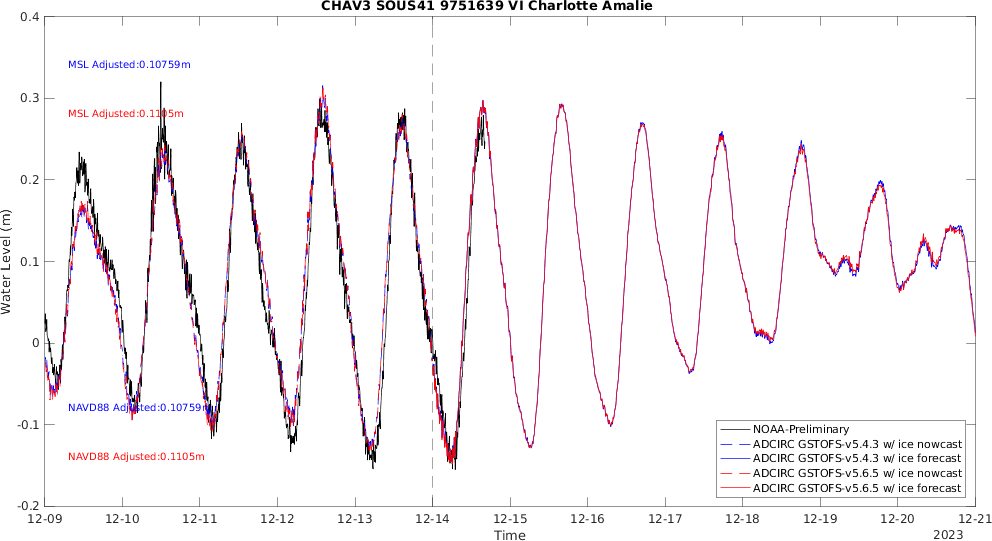 CHAV3 SOUS41 9751639 VI Charlotte Amalie
Water Level (m)
0.4
0.3
0.2
0.1
0
-0.1
-0.2
MSL Adjusted:0.10759m
MSL Adjusted:0.1105m
NAVD88 Adjusted:0.10759m
NAVD88 Adjusted:0.1105m
NOAA-Preliminary
ADCIRC GSTOFS-v5.4.3 w/ ice nowcast
ADCIRC GSTOFS-v5.4.3 w/ ice forecast
ADCIRC GSTOFS-v5.6.5 w/ ice nowcast
ADCIRC GSTOFS-v5.6.5 w/ ice forecast
12-09 12-10 12-11 12-12 12-13 12-14 12-15 12-16 12-17 12-18 12-19 12-20 12-21
Time
2023